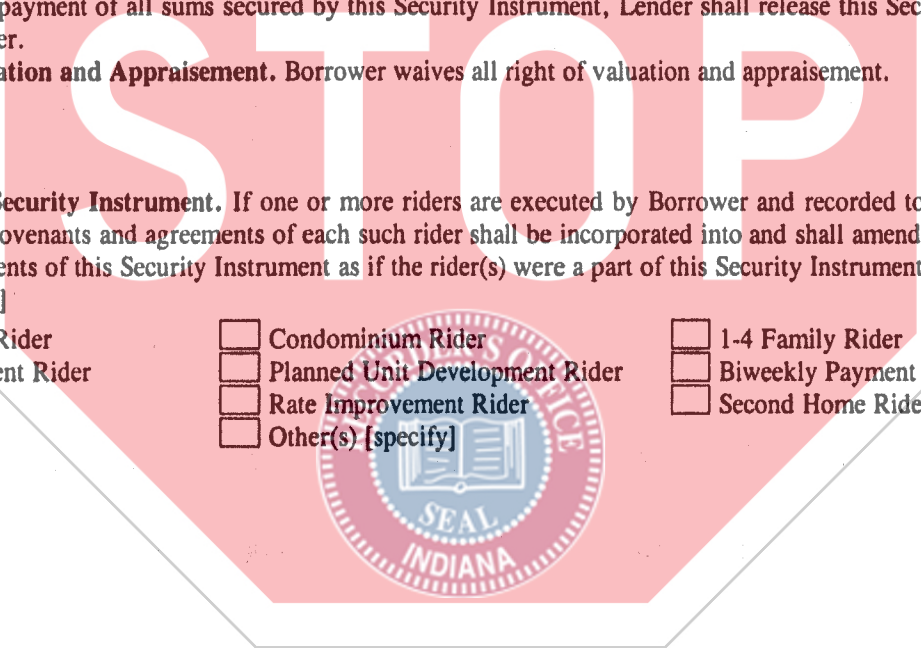 payment of all sums secured by this Security Instrument, Lender shall release this Sec
er.
ation and Appraisement. Borrower waives all right of valuation and appraisement.
STOP
Security Instrument. If one or more riders are executed by Borrower and recorded to
ovenants and agreements of each such rider shall be incorporated into and shall amend
ents of this Security Instrument as if the rider(s) were a part of this Security Instrument
]
Rider
Condominium Rider
1-4 Family Rider
ent Rider
Planned Unit Development Rider
Biweekly Payment
Rate Improvement Rider
Second Home Ride
Other(s) [specify]
RECORDER'S OFFICE
SEAL
INDIANA